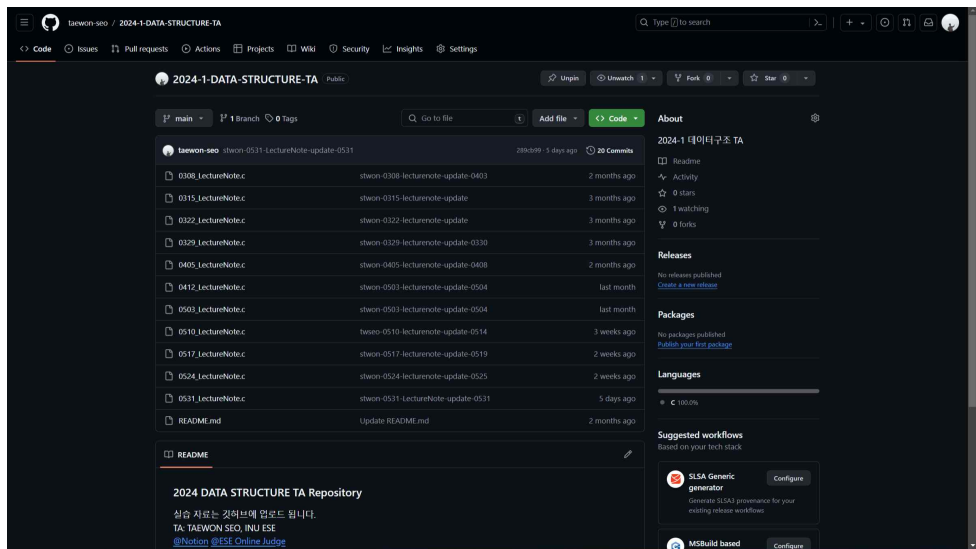 taewon-seo / 2024-1-DATA-STRUCTURE-TA
Type / to search
Code Issues Pull requests Actions Projects Wiki Security Insights Settings
2024-1-DATA-STRUCTURE-TA Public
Unpin Unwatch 1 Fork 0 Star 0
main 1 Branch 0 Tags Go to file t Add file Code
taewon-seo stwon-0531-LectureNote-update-0531 289cb99 · 5 days ago 20 Commits
0308_LectureNote.c stwon-0308-lecturenote-update-0403 2 months ago
0315_LectureNote.c stwon-0315-lecturenote-update 3 months ago
0322_LectureNote.c stwon-0322-lecturenote-update 3 months ago
0329_LectureNote.c stwon-0329-lecturenote-update-0330 3 months ago
0405_LectureNote.c stwon-0405-lecturenote-update-0408 2 months ago
0412_LectureNote.c stwon-0503-lecturenote-update-0504 last month
0503_LectureNote.c stwon-0503-lecturenote-update-0504 last month
0510_LectureNote.c twseo-0510-lecturenote-update-0514 3 weeks ago
0517_LectureNote.c stwon-0517-lectureNote-update-0519 2 weeks ago
0524_LectureNote.c stwon-0524-lecturenote-update-0525 2 weeks ago
0531_LectureNote.c stwon-0531-LectureNote-update-0531 5 days ago
README.md Update README.md 2 months ago
README
2024 DATA STRUCTURE TA Repository
실습 자료는 깃허브에 업로드 됩니다.
TA: TAEWON SEO, INU ESE
@Notion @ESE Online Judge
About
2024-1 데이터구조 TA
Readme
Activity
0 stars
1 watching
0 forks
Releases
No releases published
Create a new release
Packages
No packages published
Publish your first package
Languages
C 100.0%
Suggested workflows
Based on your tech stack
SLSA Generic generator Configure
Generate SLSA3 provenance for your
existing release workflows
MSBuild based Configure